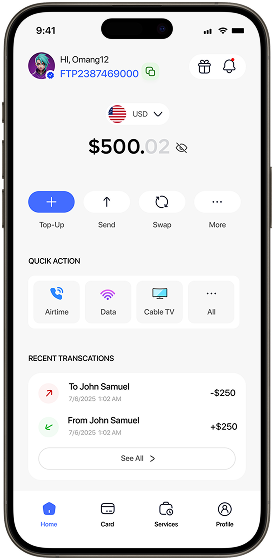 9:41
HI, Omang12
FTP2387469000
USD
$500.02
Top-Up
Send
Swap
More
QUCIK ACTION
Airtime
Data
Cable TV
All
RECENT TRANSCATIONS
To John Samuel
-$250
7/6/2025 1:02 AM
From John Samuel
+$250
7/6/2025 1:02 AM
See All
Home
Card
Services
Profile